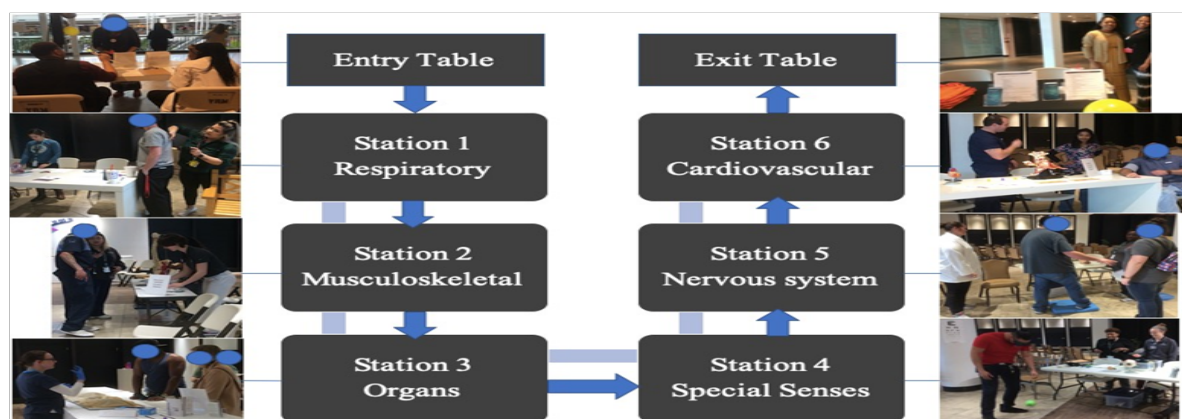 Entry Table
Station 1
Respiratory
Station 2
Musculoskeletal
Station 3
Organs
Station 4
Special Senses
Station 5
Nervous system
Station 6
Cardiovascular
Exit Table